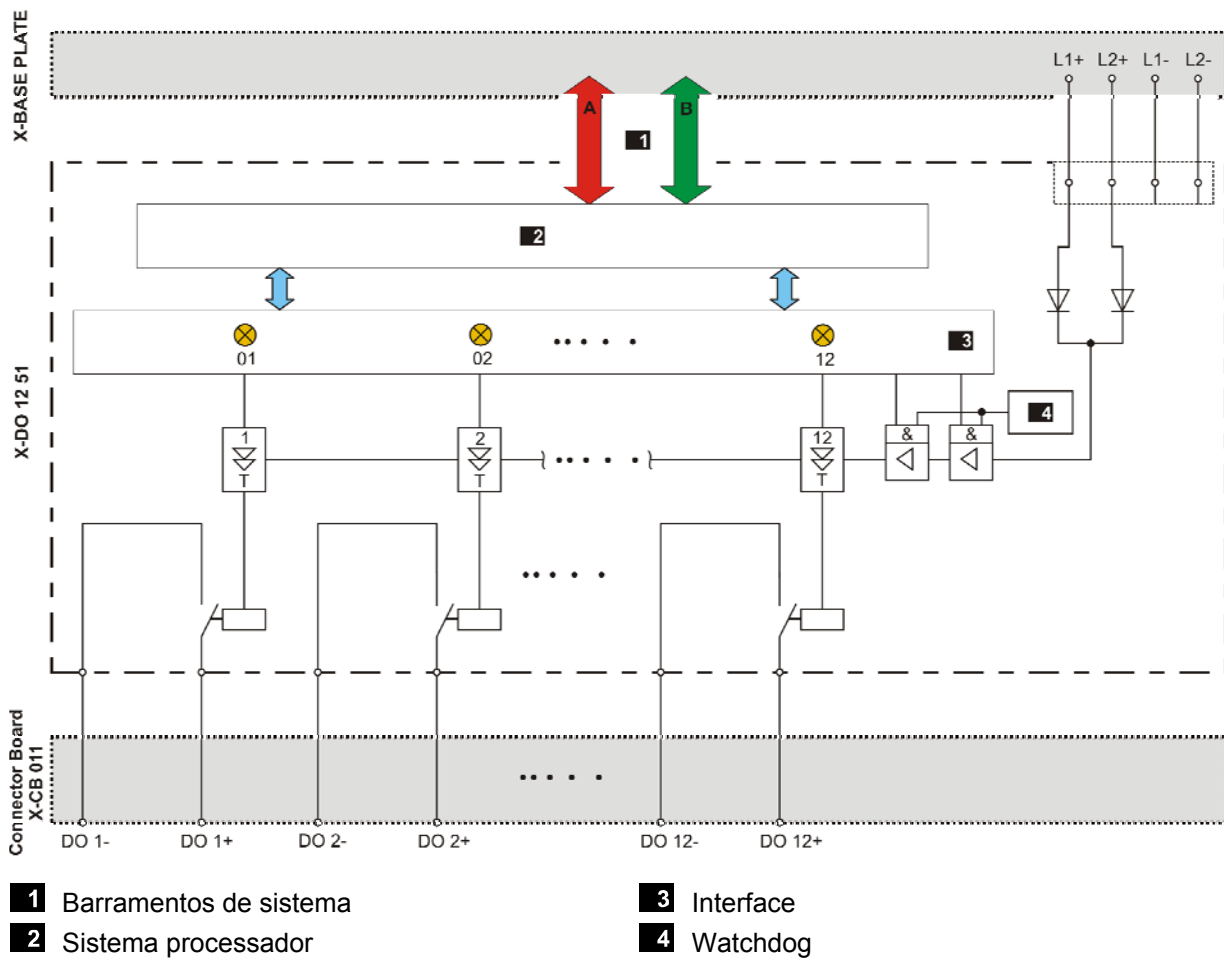 X-BASE PLATE
L1+ L2+ L1- L2-
A B
1
2
X-DO 12 51
01 02 12
3
4
1 2 12 & &
T T T
Connector Board
X-CB 011
DO 1- DO 1+ DO 2- DO 2+ DO 12- DO 12+
1 Barramentos de sistema
2 Sistema processador
3 Interface
4 Watchdog